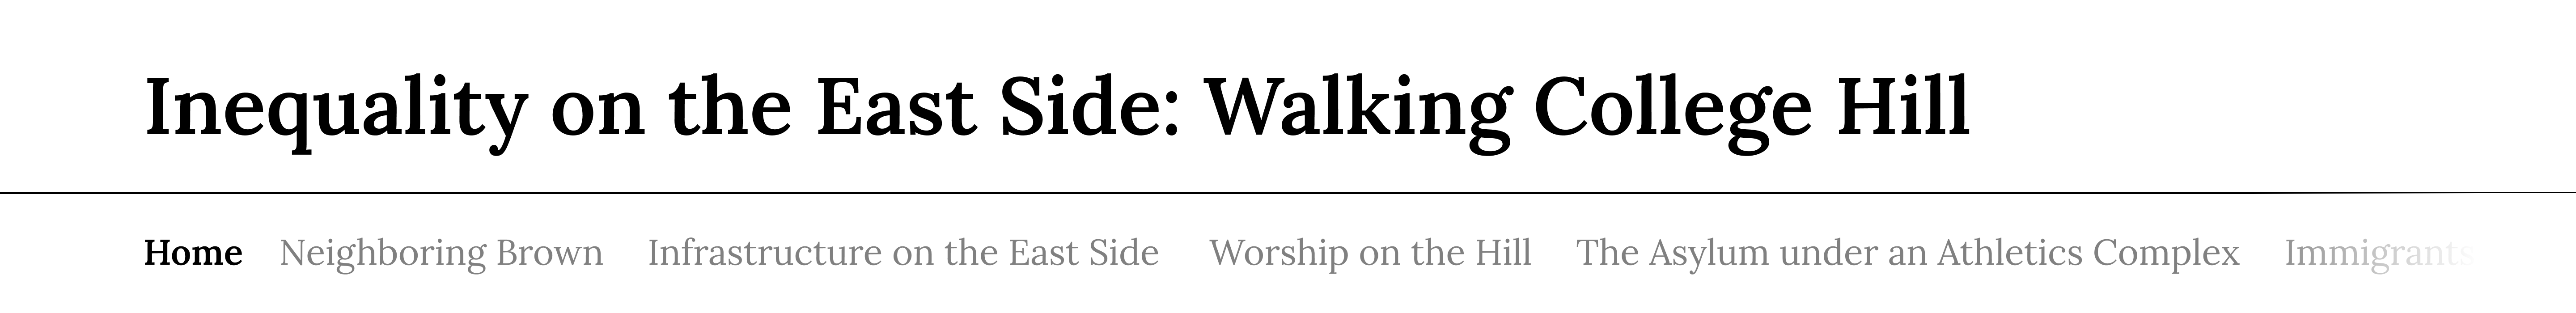 Inequality on the East Side: Walking College Hill
Home Neighboring Brown Infrastructure on the East Side Worship on the Hill The Asylum under an Athletics Complex Immigrants